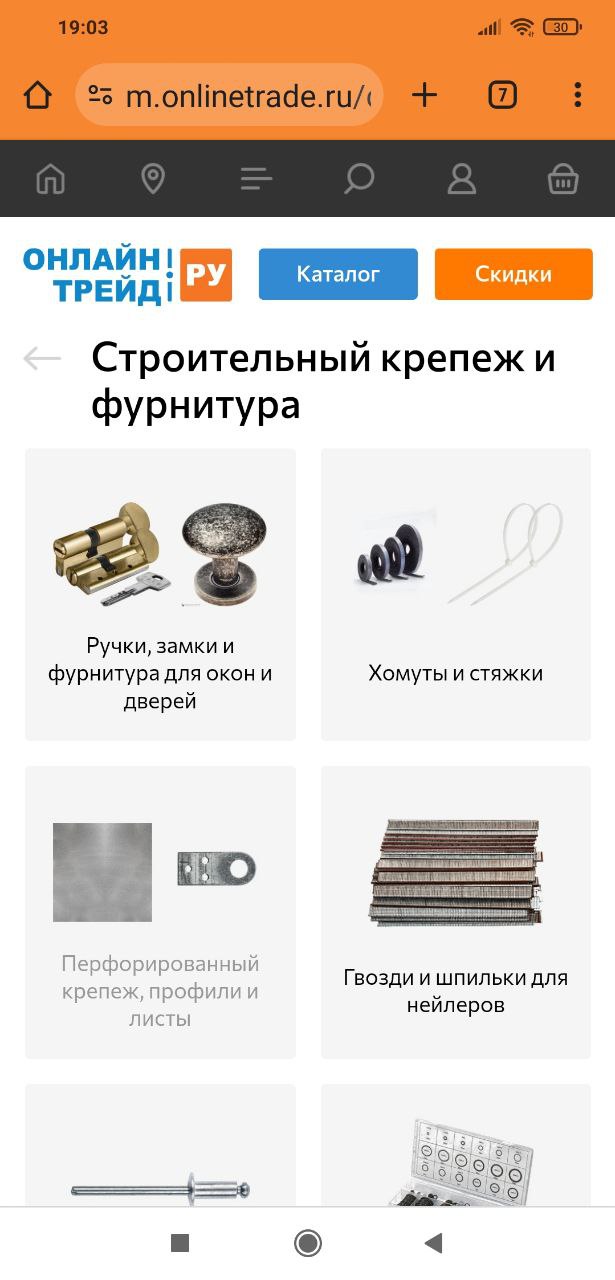 19:03
30
m.onlinetrade.ru/
7
ОНЛАЙН
ТРЕЙД
РУ
Каталог
Скидки
Строительный крепеж и
фурнитура
Ручки, замки и
фурнитура для окон и
дверей
Хомуты и стяжки
Перфорированный
крепеж, профили и
листы
Гвозди и шпильки для
нейлеров